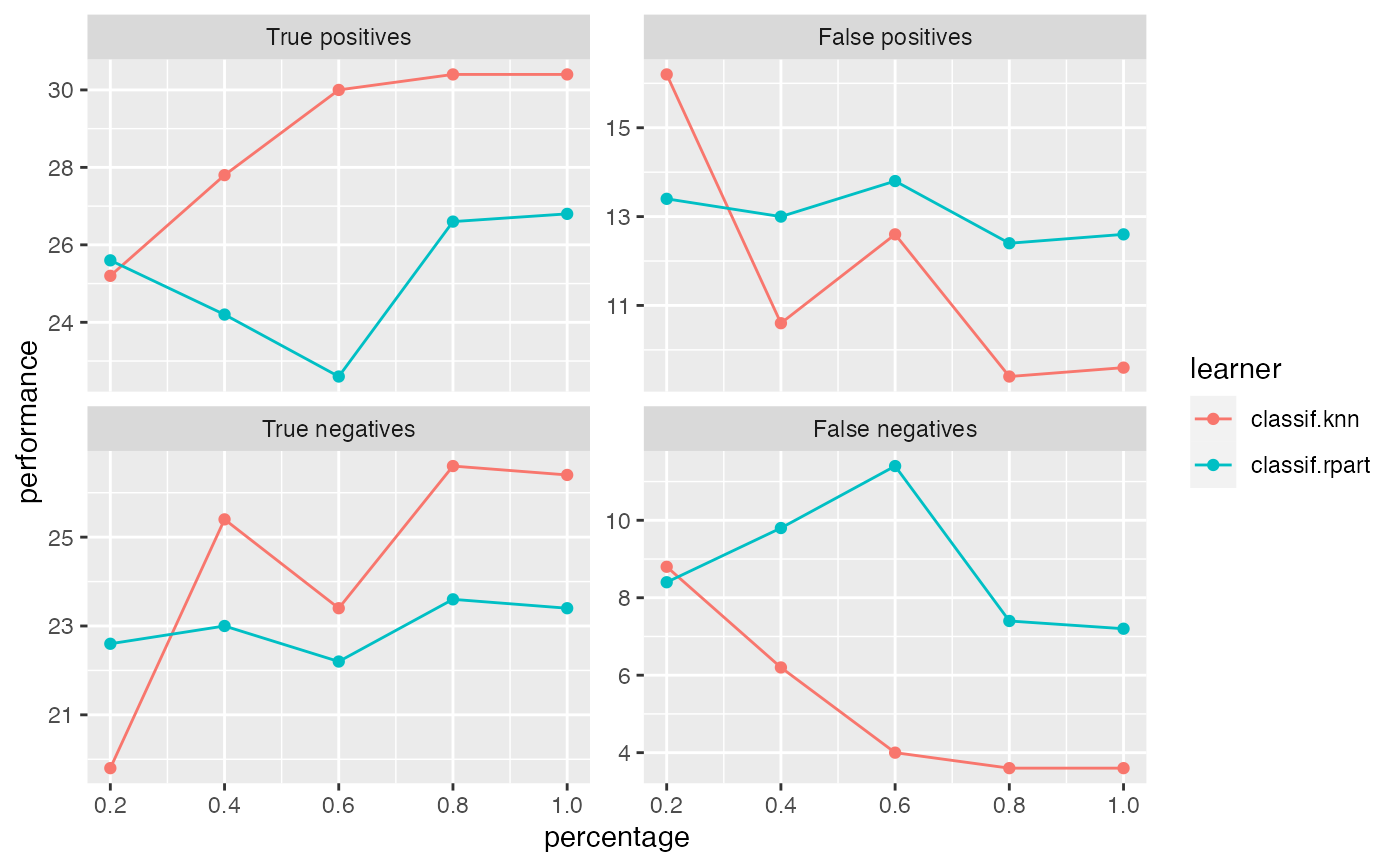 True positives
False positives
30
28
26
24
15
13
11
performance
True negatives
False negatives
25
23
21
10
8
6
4
0.2 0.4 0.6 0.8 1.0
0.2 0.4 0.6 0.8 1.0
percentage
learner
classif.knn
classif.rpart